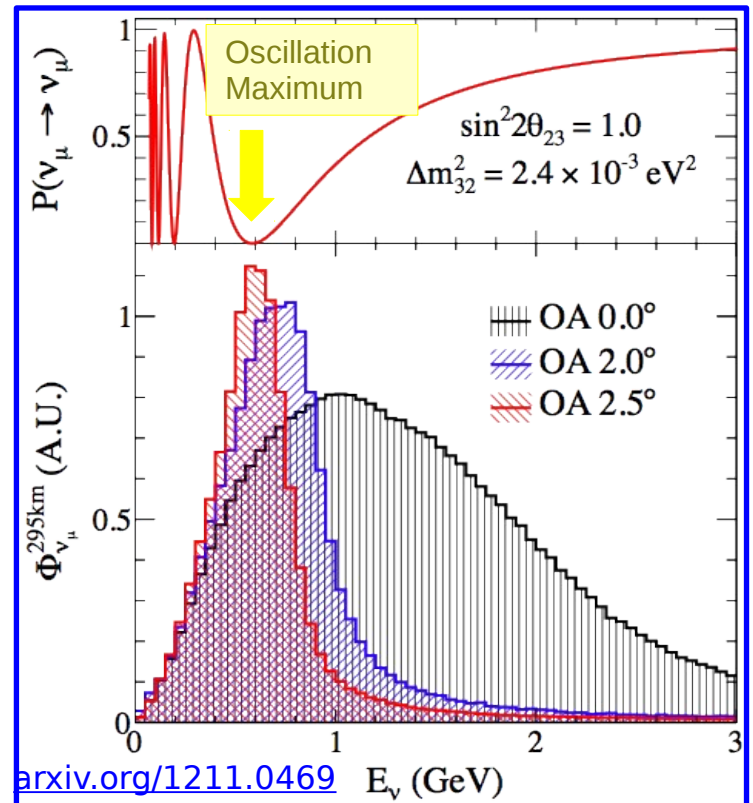 P(νμ → νμ)
1
0.5
Oscillation
Maximum
sin²2θ₂₃ = 1.0
Δm²₃₂ = 2.4 × 10⁻³ eV²
Φ^295km_νμ (A.U.)
1
0.5
0
OA 0.0°
OA 2.0°
OA 2.5°
0 1 2 3
arxiv.org/1211.0469
Eν (GeV)